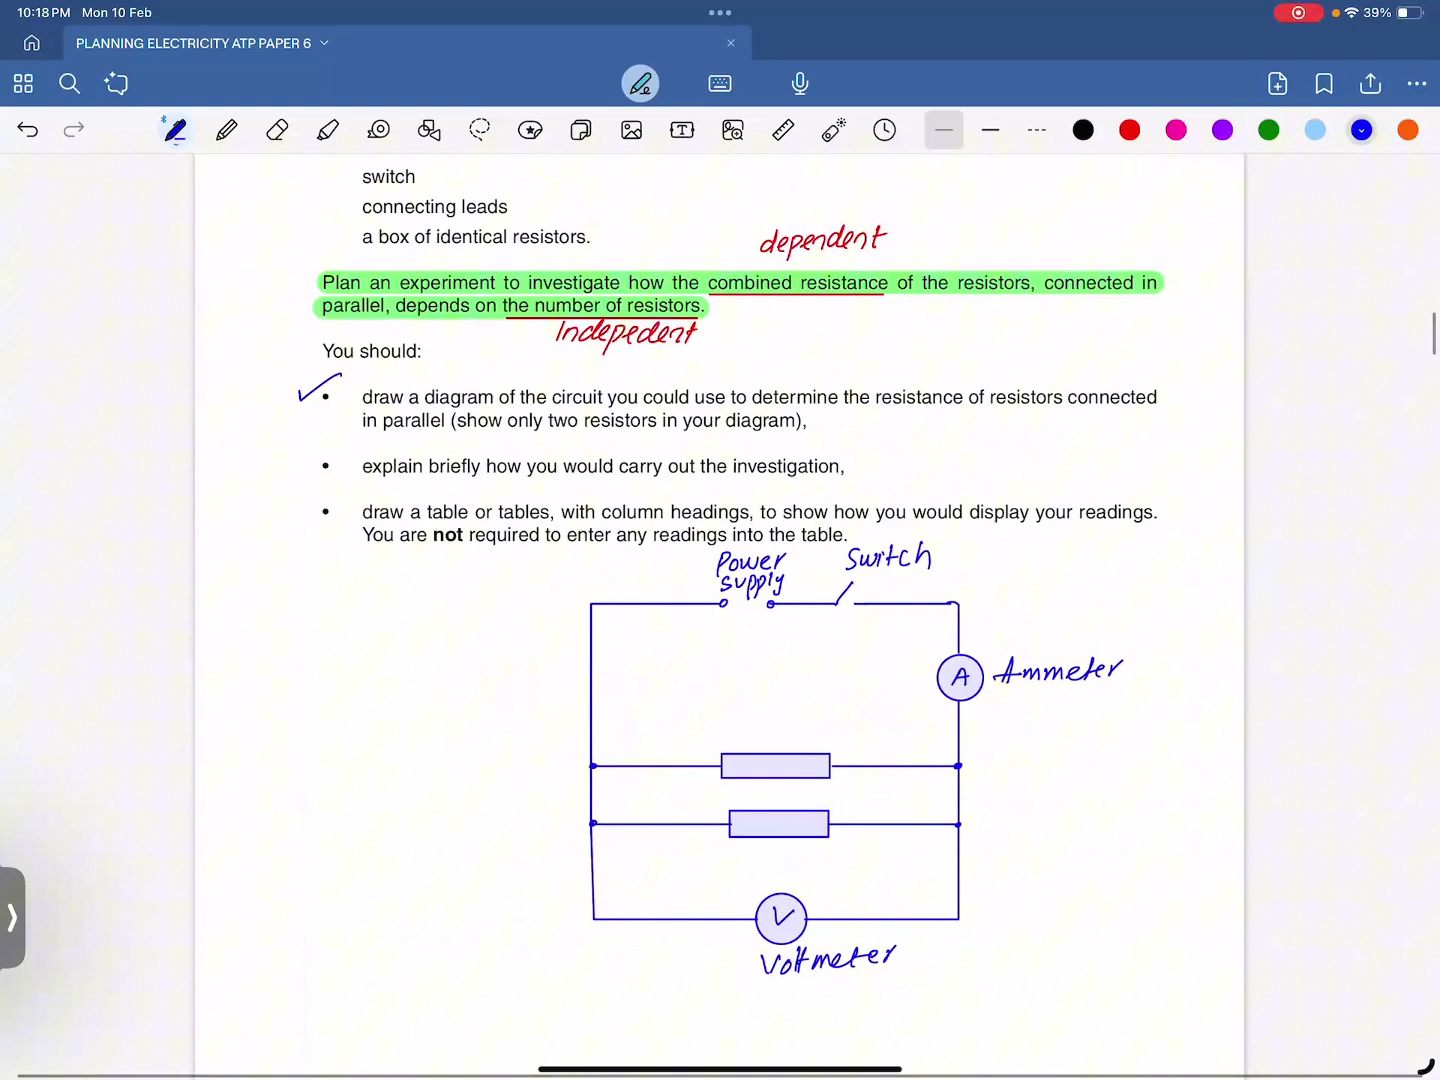 10:18 PM Mon 10 Feb
39%
PLANNING ELECTRICITY ATP PAPER 6
switch
connecting leads
a box of identical resistors.
dependent
Plan an experiment to investigate how the combined resistance of the resistors, connected in
parallel, depends on the number of resistors.
Indepedent
You should:
• draw a diagram of the circuit you could use to determine the resistance of resistors connected
in parallel (show only two resistors in your diagram),
• explain briefly how you would carry out the investigation,
• draw a table or tables, with column headings, to show how you would display your readings.
You are not required to enter any readings into the table.
Power
supply
Switch
A
Ammeter
V
Voltmeter